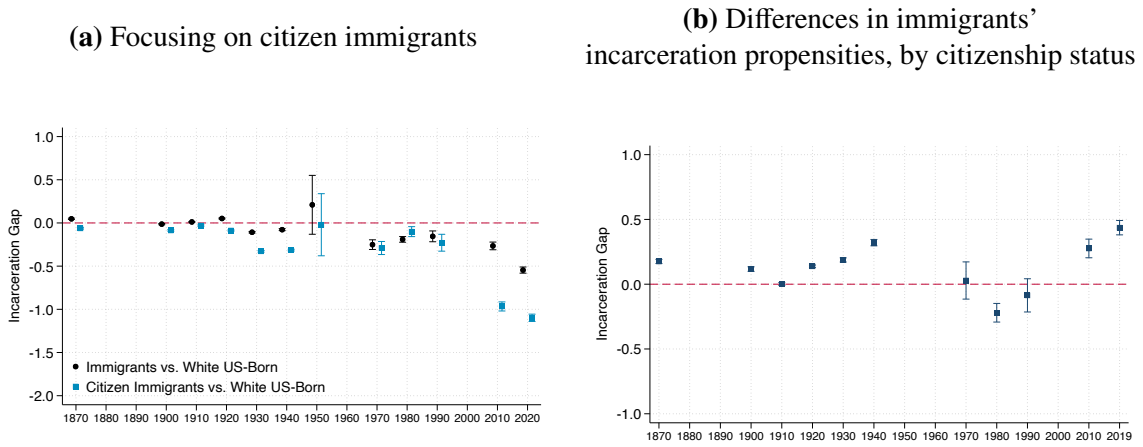 (a) Focusing on citizen immigrants
1.0
0.5
0.0
-0.5
-1.0
-1.5
-2.0
Incarceration Gap
Immigrants vs. White US-Born
Citizen Immigrants vs. White US-Born
1870 1880 1890 1900 1910 1920 1930 1940 1950 1960 1970 1980 1990 2000 2010 2020
(b) Differences in immigrants’
incarceration propensities, by citizenship status
1.0
0.5
0.0
-0.5
-1.0
Incarceration Gap
1870 1880 1890 1900 1910 1920 1930 1940 1950 1960 1970 1980 1990 2000 2010 2019